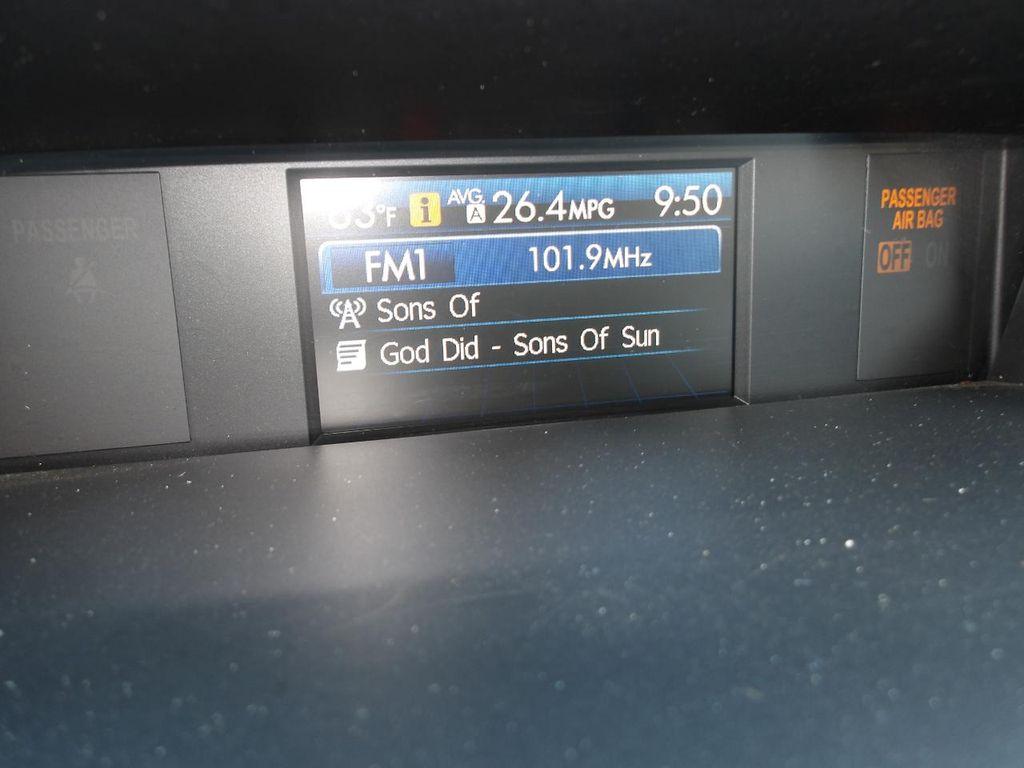 PASSENGER
°F i AVG. A 26.4MPG 9:50
FM1 101.9MHz
Sons Of
God Did - Sons Of Sun
PASSENGER
AIR BAG
OFF ON